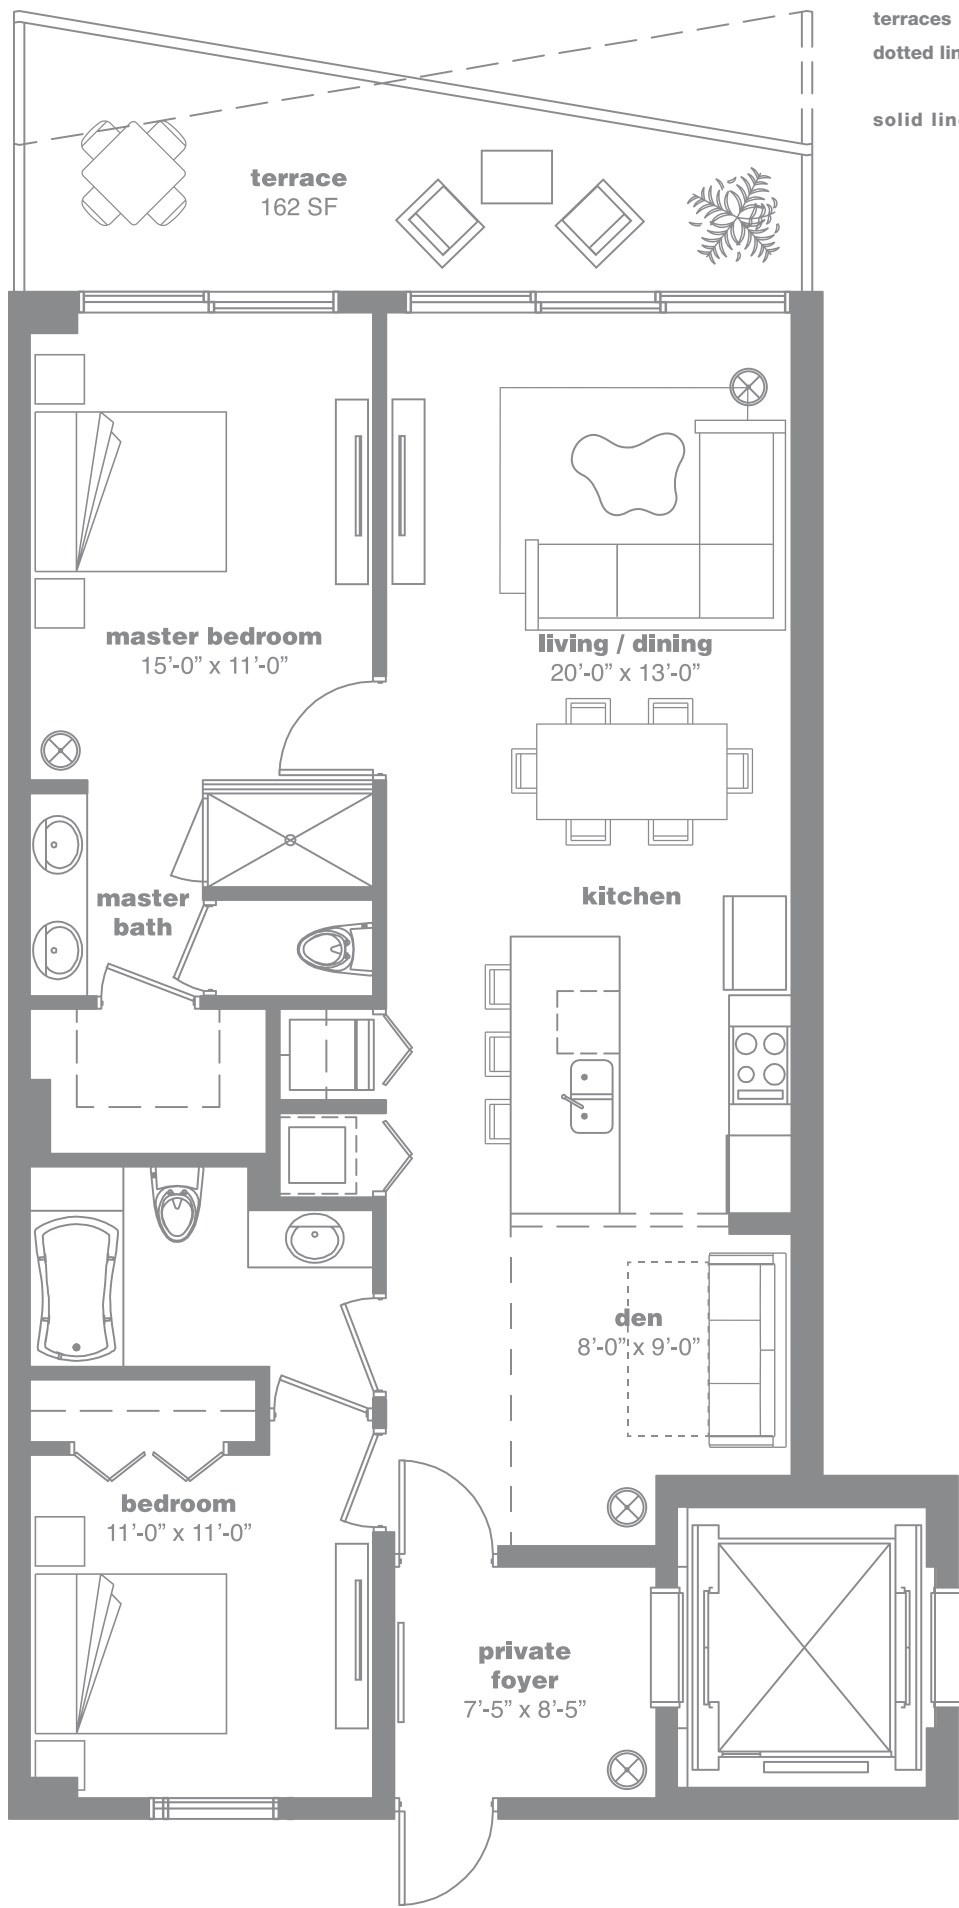 terraces
dotted lin
solid lin
terrace
162 SF
master bedroom
15'-0” x 11'-0”
living / dining
20'-0” x 13'-0”
master
bath
kitchen
den
8'-0” x 9'-0”
bedroom
11'-0” x 11'-0”
private
foyer
7'-5” x 8'-5”